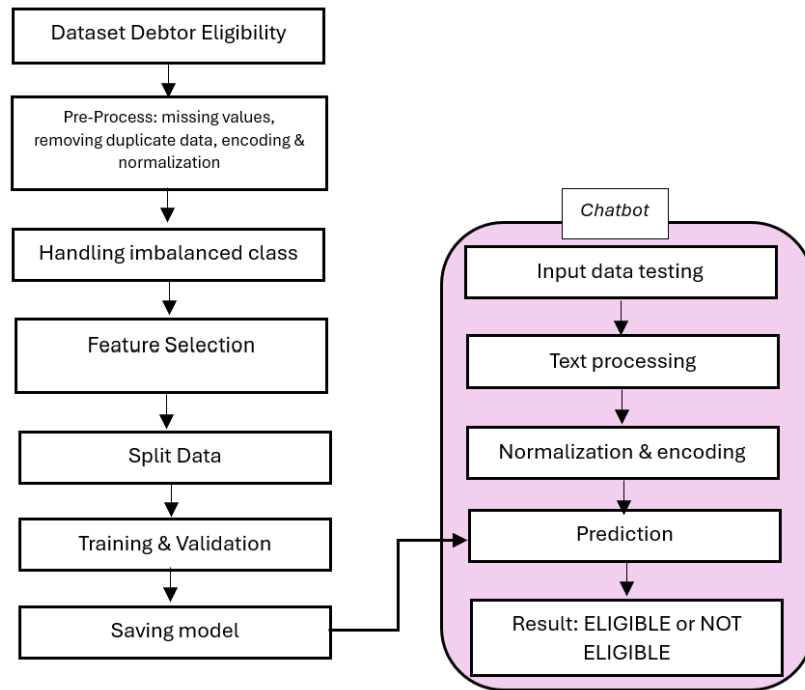 Dataset Debtor Eligibility
Pre-Process: missing values,
removing duplicate data, encoding &
normalization
Handling imbalanced class
Feature Selection
Split Data
Training & Validation
Saving model
Chatbot
Input data testing
Text processing
Normalization & encoding
Prediction
Result: ELIGIBLE or NOT
ELIGIBLE